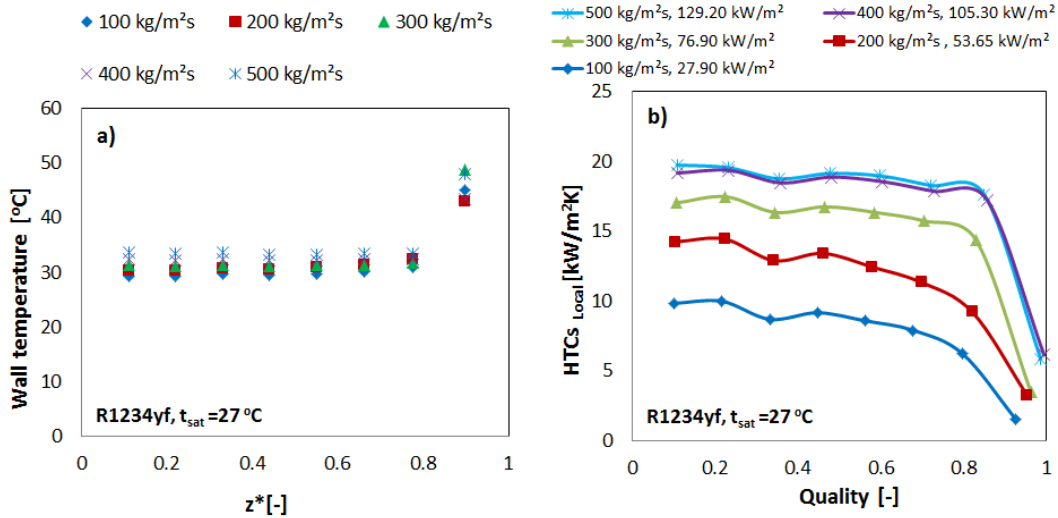 100 kg/m²s 200 kg/m²s 300 kg/m²s
400 kg/m²s 500 kg/m²s
60
50
40
30
20
10
0
Wall temperature [ºC]
a)
R1234yf, tsat =27 ºC
0 0.2 0.4 0.6 0.8 1
z*[-]
500 kg/m²s, 129.20 kW/m² 400 kg/m²s, 105.30 kW/m²
300 kg/m²s, 76.90 kW/m² 200 kg/m²s , 53.65 kW/m²
100 kg/m²s, 27.90 kW/m²
25
20
15
10
5
0
HTCs Local [kW/m²K]
b)
R1234yf, tsat =27 ºC
0 0.2 0.4 0.6 0.8 1
Quality [-]